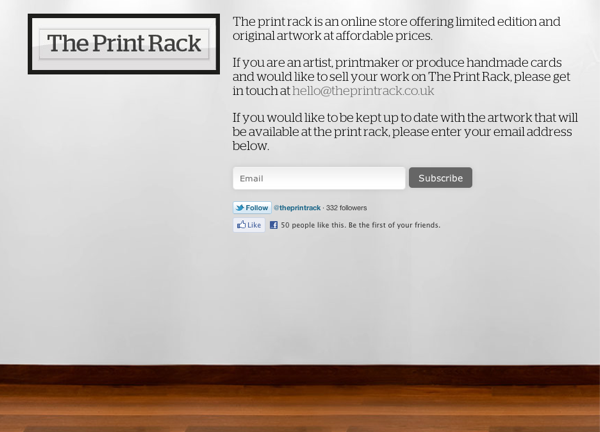 The Print Rack
The print rack is an online store offering limited edition and
original artwork at affordable prices.
If you are an artist, printmaker or produce handmade cards
and would like to sell your work on The Print Rack, please get
in touch at hello@theprintrack.co.uk
If you would like to be kept up to date with the artwork that will
be available at the print rack, please enter your email address
below.
Email
Subscribe
Follow @theprintrack · 332 followers
Like 50 people like this. Be the first of your friends.